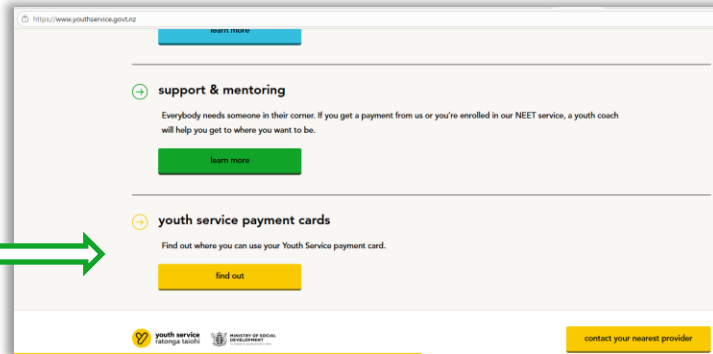 https://www.youthservice.govt.nz
learn more
support & mentoring
Everybody needs someone in their corner. If you get a payment from us or you're enrolled in our NEET service, a youth coach
will help you get to where you want to be.
learn more
youth service payment cards
Find out where you can use your Youth Service payment card.
find out
youth service
ratonga taiohi
MINISTRY OF SOCIAL
DEVELOPMENT
contact your nearest provider